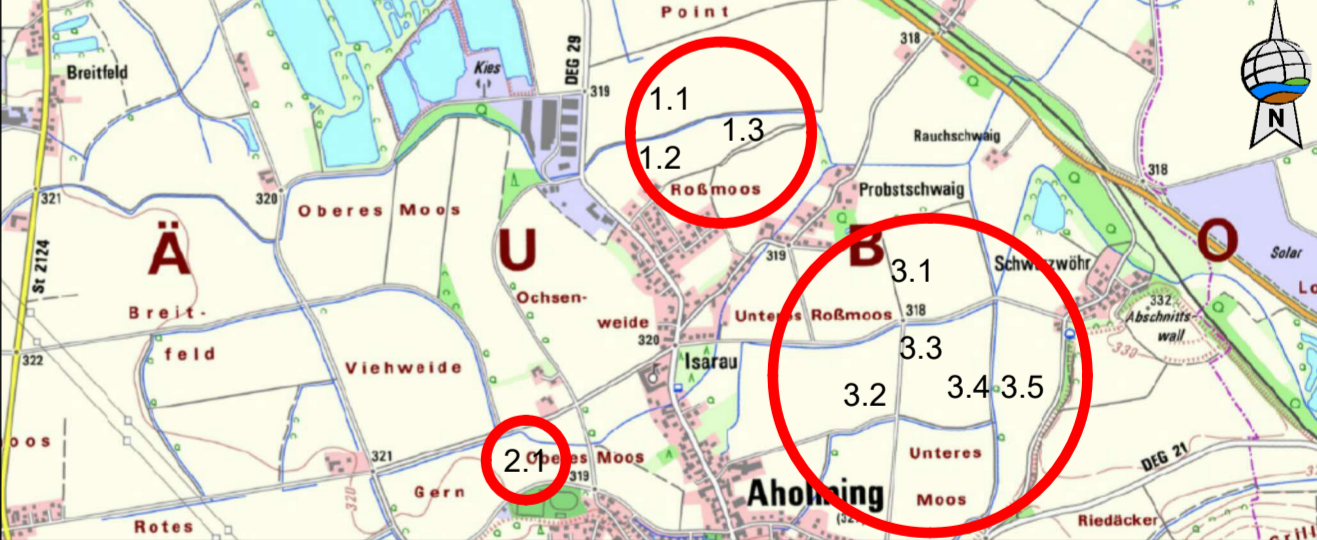 Point
318
Breitfeld
Kies
DEG 29
319
1.1
1.3
1.2
Rauchschwaig
N
321
320
Oberes Moos
Roßmoos
Probstschwaig
318
St 2124
Ä U B O
319
Schwarzwöhr
Solar
3.1
Ochsen-
weide
Breit-
feld
Unteres Roßmoos
318
332
Abschnitts-
wall
330
322
320
Isarau
Viehweide
3.3
3.2
3.4 3.5
oos
321
2.1
Oberes Moos
319
320
Gern
Unteres
Moos
DEG 21
Aholming
Rotes
Riedäcker